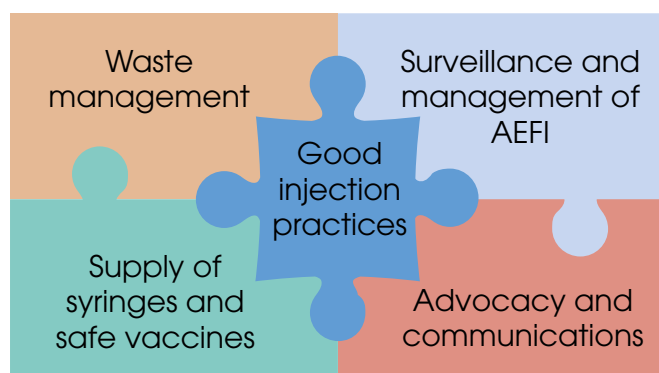 Waste
management
Surveillance and
management of
AEFI
Good
injection
practices
Supply of
syringes and
safe vaccines
Advocacy and
communications